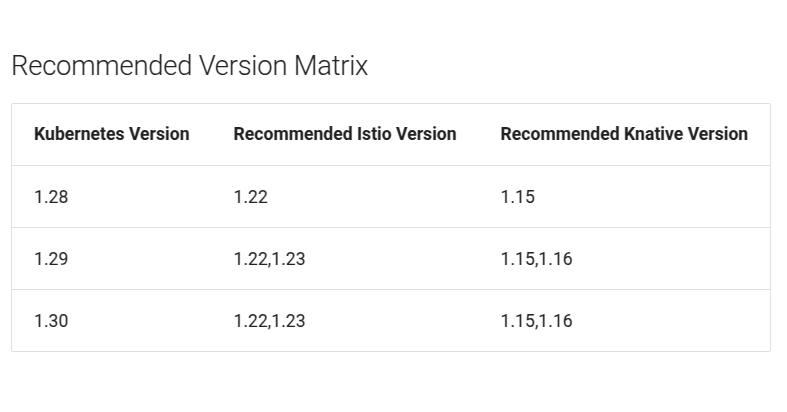 Recommended Version Matrix
Kubernetes Version Recommended Istio Version Recommended Knative Version
1.28 1.22 1.15
1.29 1.22,1.23 1.15,1.16
1.30 1.22,1.23 1.15,1.16